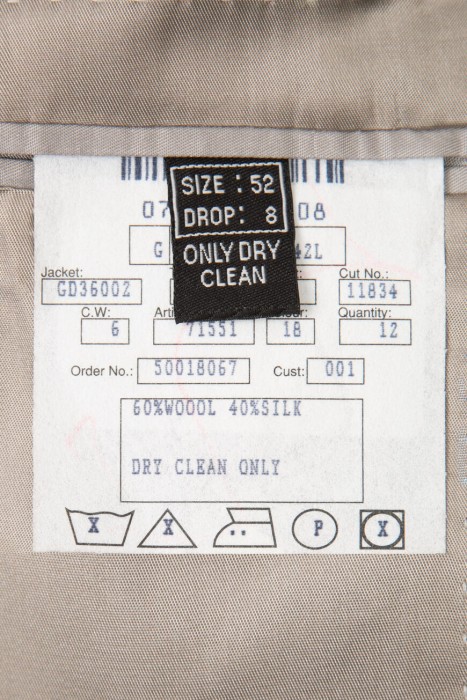 SIZE : 52
DROP: 8
ONLY DRY
CLEAN
07 08
G 42L
Jacket: Cut No.:
GD36002 11834
C.W: Quantity:
6 71551 18 12
Order No.: 50018067 Cust: 001
60%WOOOL 40%SILK
DRY CLEAN ONLY
X X P X